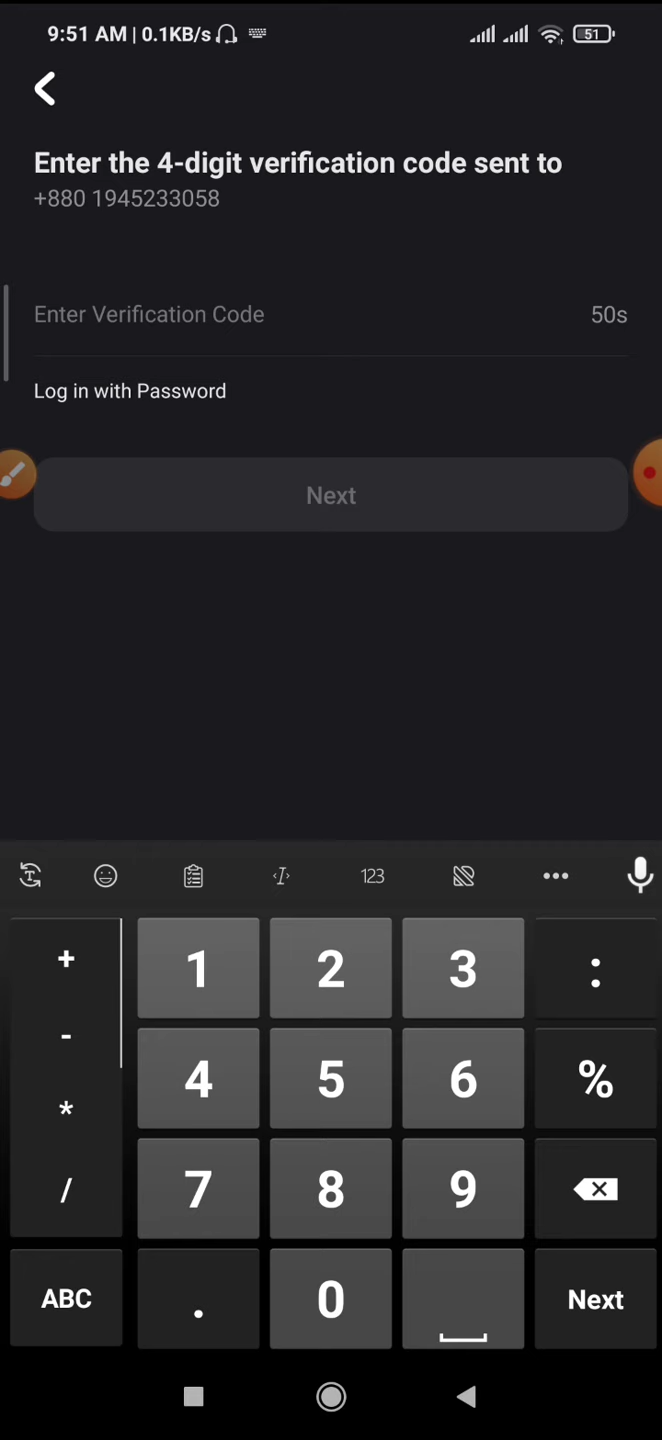 9:51 AM | 0.1KB/s 51
Enter the 4-digit verification code sent to
+880 1945233058
Enter Verification Code 50s
Log in with Password
Next
123
+ 1 2 3 :
- 4 5 6 %
*
/ 7 8 9
ABC . 0 Next